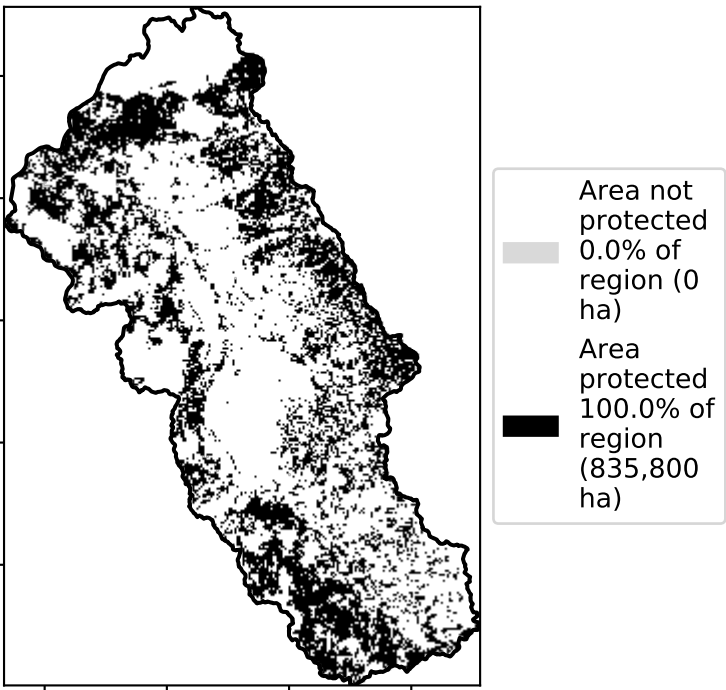 Area not
protected
0.0% of
region (0
ha)
Area
protected
100.0% of
region
(835,800
ha)